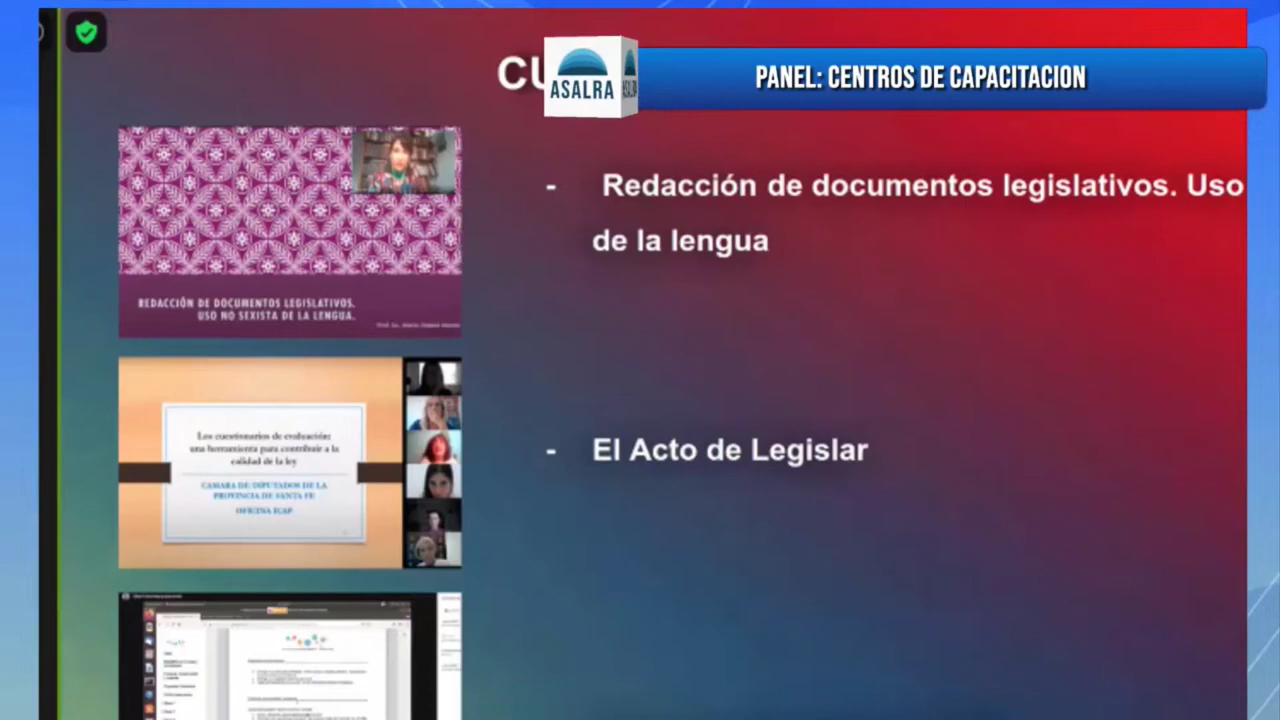 CU
ASALRA
PANEL: CENTROS DE CAPACITACION
- Redacción de documentos legislativos. Uso
de la lengua
REDACCIÓN DE DOCUMENTOS LEGISLATIVOS.
USO NO SEXISTA DE LA LENGUA.
- El Acto de Legislar
Los cuestionarios de evaluación:
una herramienta para contribuir a la
calidad de la ley
CAMARA DE DIPUTADOS DE LA
PROVINCIA DE SANTA FE
OFICINA ICAP